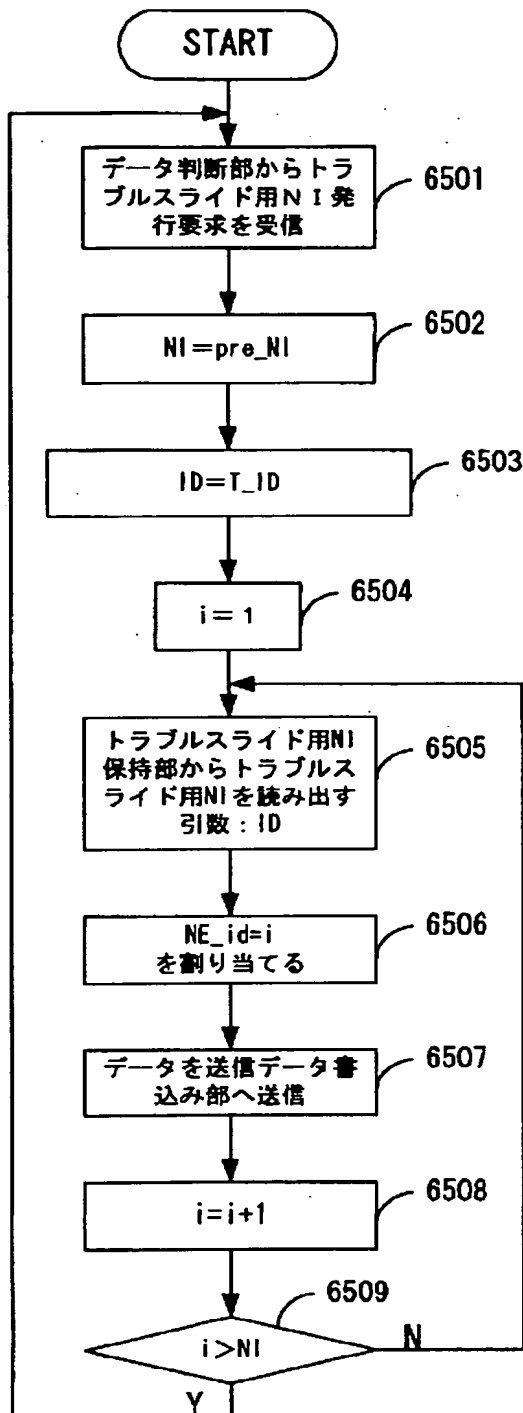 START
データ判断部からトラ
ブルスライド用NI発
行要求を受信
6501
NI=pre_NI
6502
ID=T_ID
6503
i=1
6504
トラブルスライド用NI
保持部からトラブルス
ライド用NIを読み出す
引数:ID
6505
NE_id=i
を割り当てる
6506
データを送信データ書
込み部へ送信
6507
i=i+1
6508
6509
i>NI
N
Y